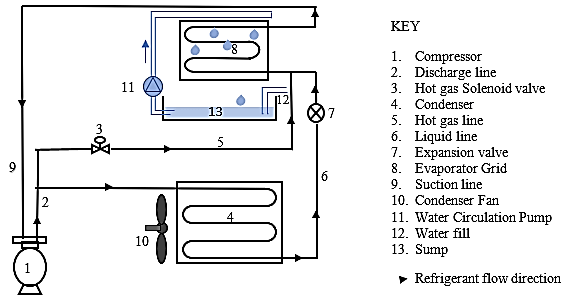 8
11
12
13
7
3
5
9
6
2
4
10
1
KEY
1. Compressor
2. Discharge line
3. Hot gas Solenoid valve
4. Condenser
5. Hot gas line
6. Liquid line
7. Expansion valve
8. Evaporator Grid
9. Suction line
10. Condenser Fan
11. Water Circulation Pump
12. Water fill
13. Sump
Refrigerant flow direction